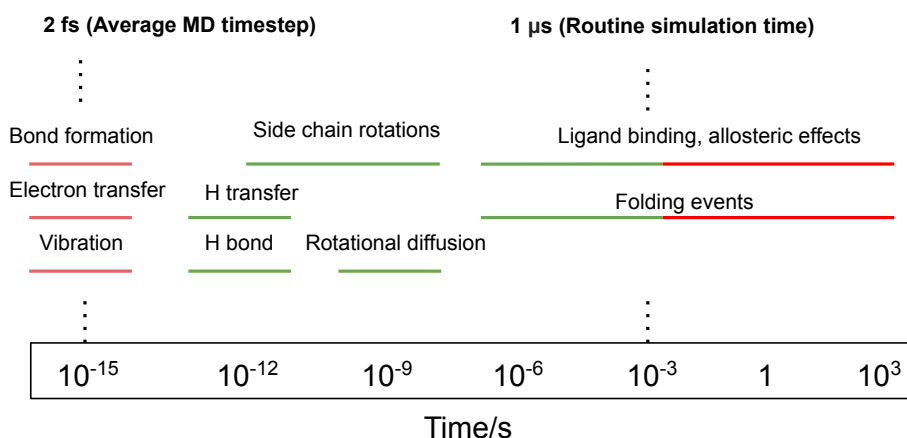 2 fs (Average MD timestep)
1 µs (Routine simulation time)
Bond formation
Side chain rotations
Ligand binding, allosteric effects
Electron transfer
H transfer
Folding events
Vibration
H bond
Rotational diffusion
10⁻¹⁵ 10⁻¹² 10⁻⁹ 10⁻⁶ 10⁻³ 1 10³
Time/s